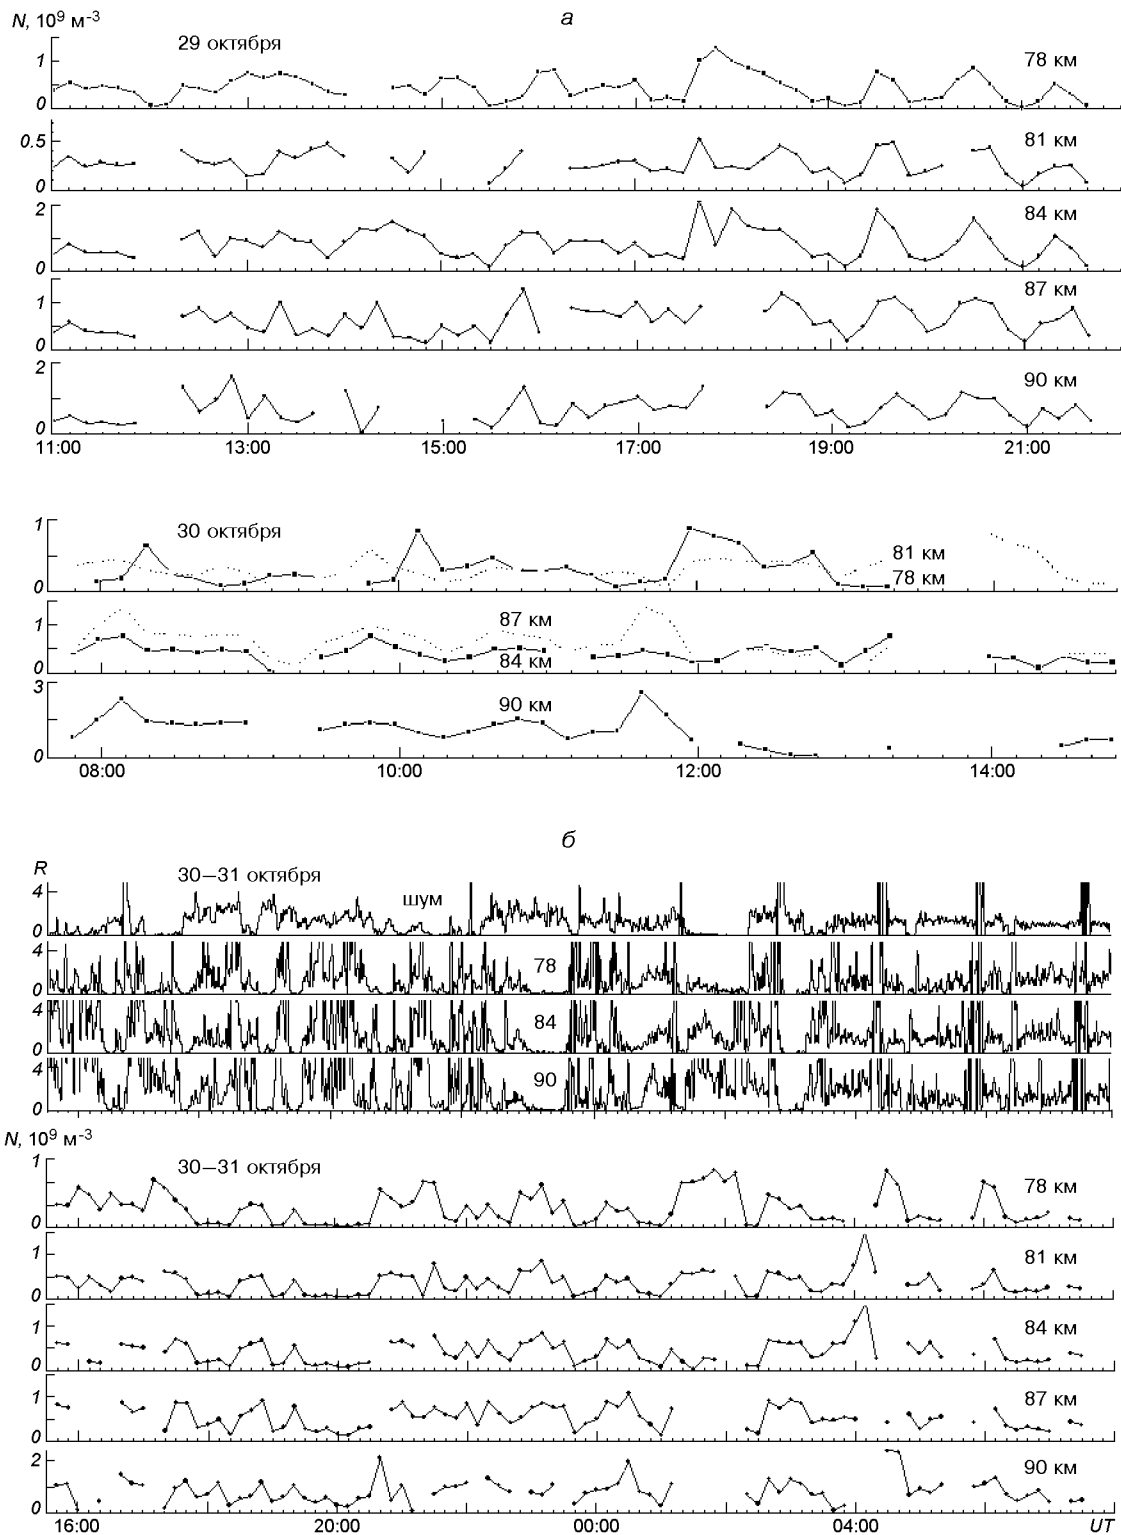 а
N, 10⁹ м⁻³
29 октября
78 км
1
0
81 км
0.5
0
84 км
2
0
87 км
1
0
90 км
2
0
11:00 13:00 15:00 17:00 19:00 21:00
30 октября
1
81 км
78 км
0
87 км
1
84 км
0
3
90 км
0
08:00 10:00 12:00 14:00
б
R
30–31 октября
4
шум
0
4
78
0
4
84
0
4
90
0
N, 10⁹ м⁻³
30–31 октября
1
78 км
0
1
81 км
0
1
84 км
0
1
87 км
0
2
90 км
0
16:00 20:00 00:00 04:00 UT